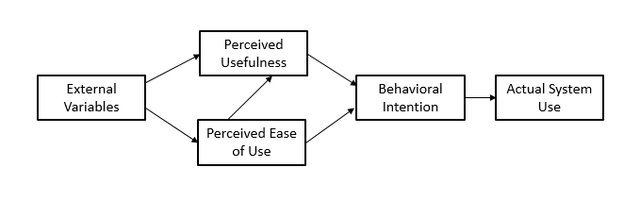 External
Variables
Perceived
Usefulness
Perceived Ease
of Use
Behavioral
Intention
Actual System
Use